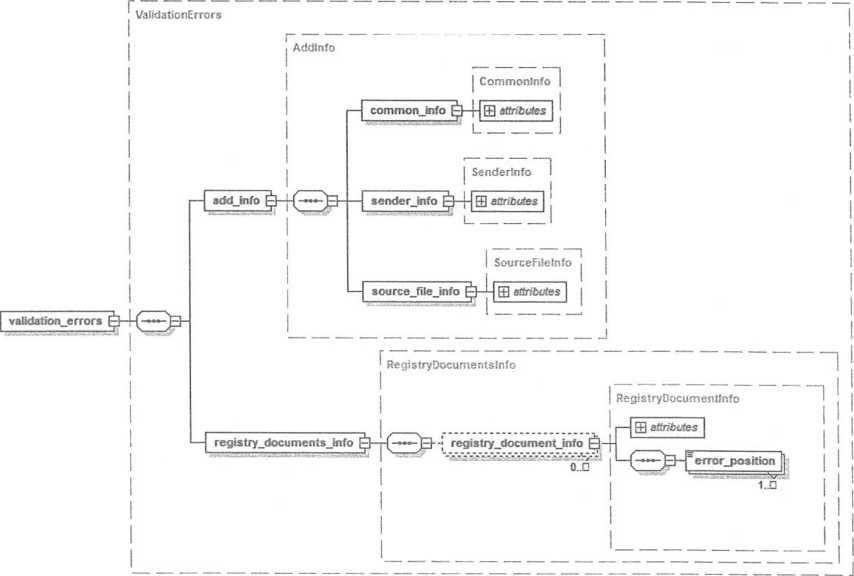 ValidationErrors
AddInfo
CommonInfo
common_info
attributes
SenderInfo
add_info
sender_info
attributes
SourceFileInfo
source_file_info
attributes
validation_errors
RegistryDocumentsInfo
RegistryDocumentInfo
attributes
registry_documents_info
registry_document_info
0..
error_position
1..